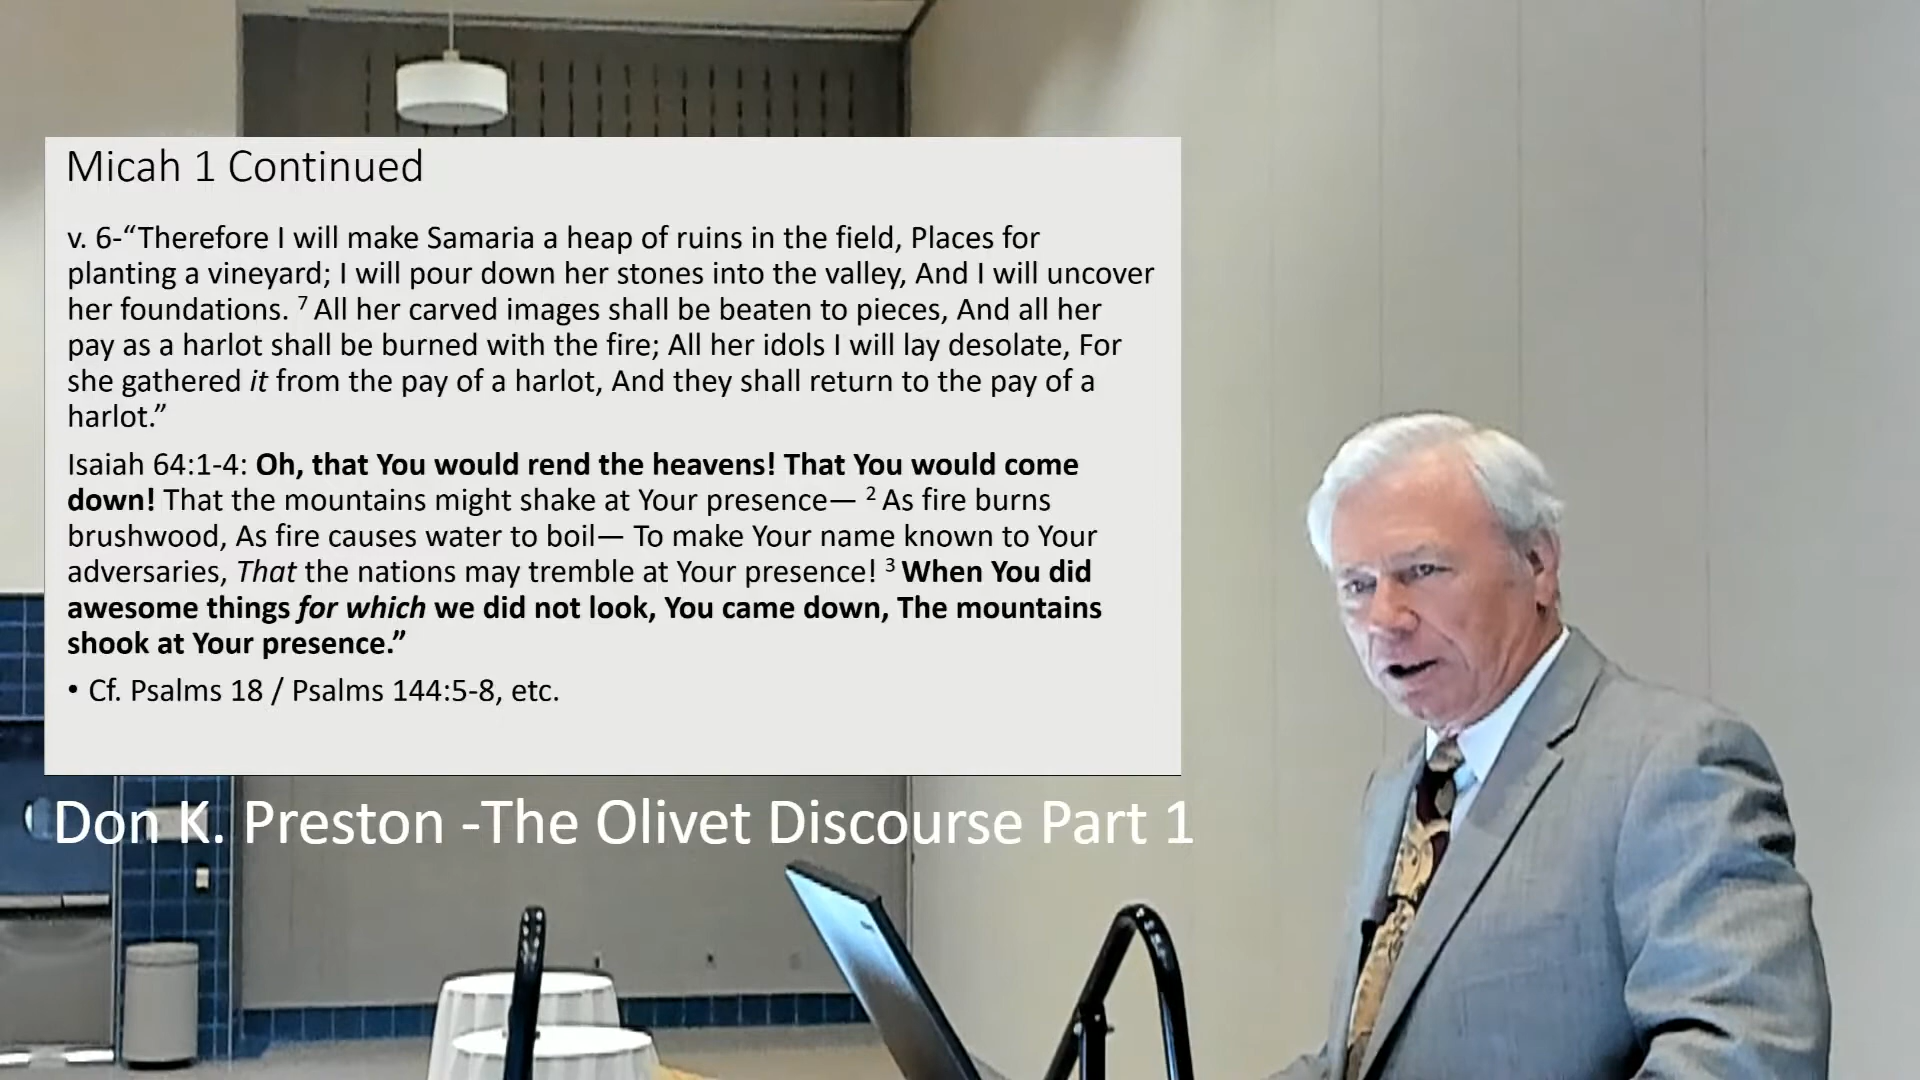 Micah 1 Continued
v. 6-“Therefore I will make Samaria a heap of ruins in the field, Places for
planting a vineyard; I will pour down her stones into the valley, And I will uncover
her foundations. ⁷ All her carved images shall be beaten to pieces, And all her
pay as a harlot shall be burned with the fire; All her idols I will lay desolate, For
she gathered it from the pay of a harlot, And they shall return to the pay of a
harlot.”
Isaiah 64:1-4: Oh, that You would rend the heavens! That You would come
down! That the mountains might shake at Your presence— ² As fire burns
brushwood, As fire causes water to boil— To make Your name known to Your
adversaries, That the nations may tremble at Your presence! ³ When You did
awesome things for which we did not look, You came down, The mountains
shook at Your presence.”
• Cf. Psalms 18 / Psalms 144:5-8, etc.
Don K. Preston -The Olivet Discourse Part 1